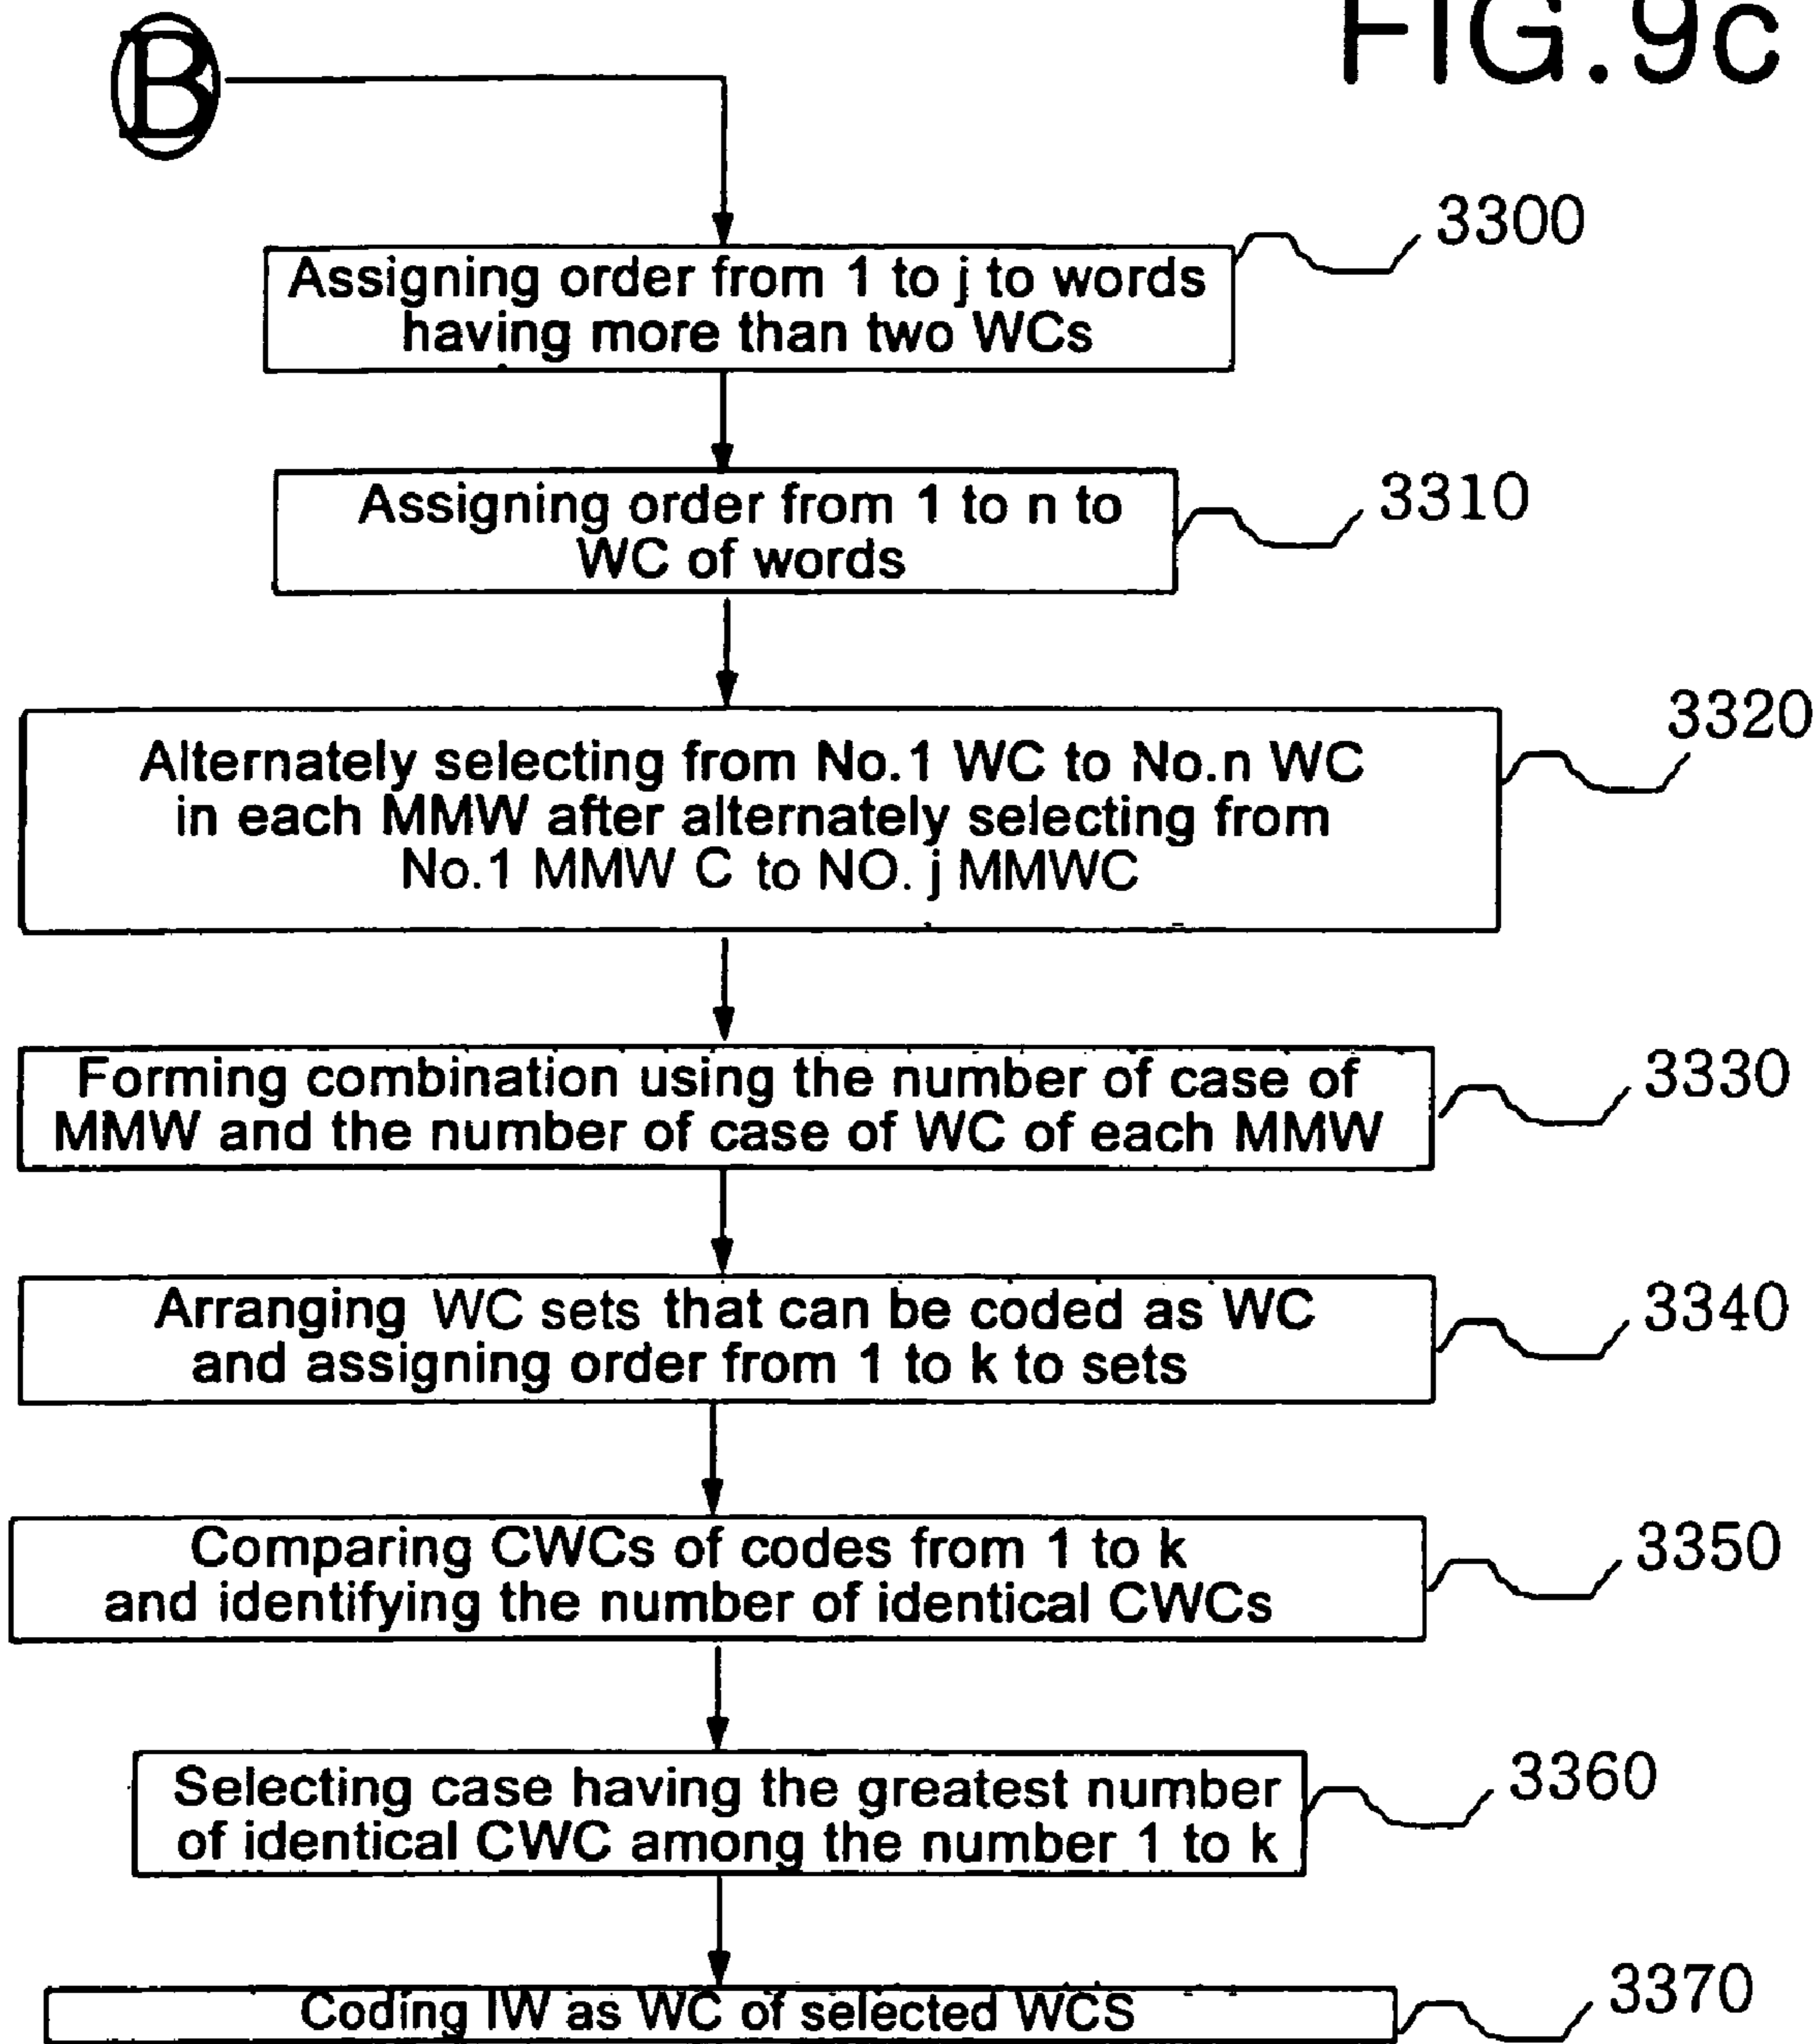 FIG.9c
B
Assigning order from 1 to j to words
having more than two WCs
3300
Assigning order from 1 to n to
WC of words
3310
Alternately selecting from No.1 WC to No.n WC
in each MMW after alternately selecting from
No.1 MMW C to NO. j MMWC
3320
Forming combination using the number of case of
MMW and the number of case of WC of each MMW
3330
Arranging WC sets that can be coded as WC
and assigning order from 1 to k to sets
3340
Comparing CWCs of codes from 1 to k
and identifying the number of identical CWCs
3350
Selecting case having the greatest number
of identical CWC among the number 1 to k
3360
Coding IW as WC of selected WCS
3370